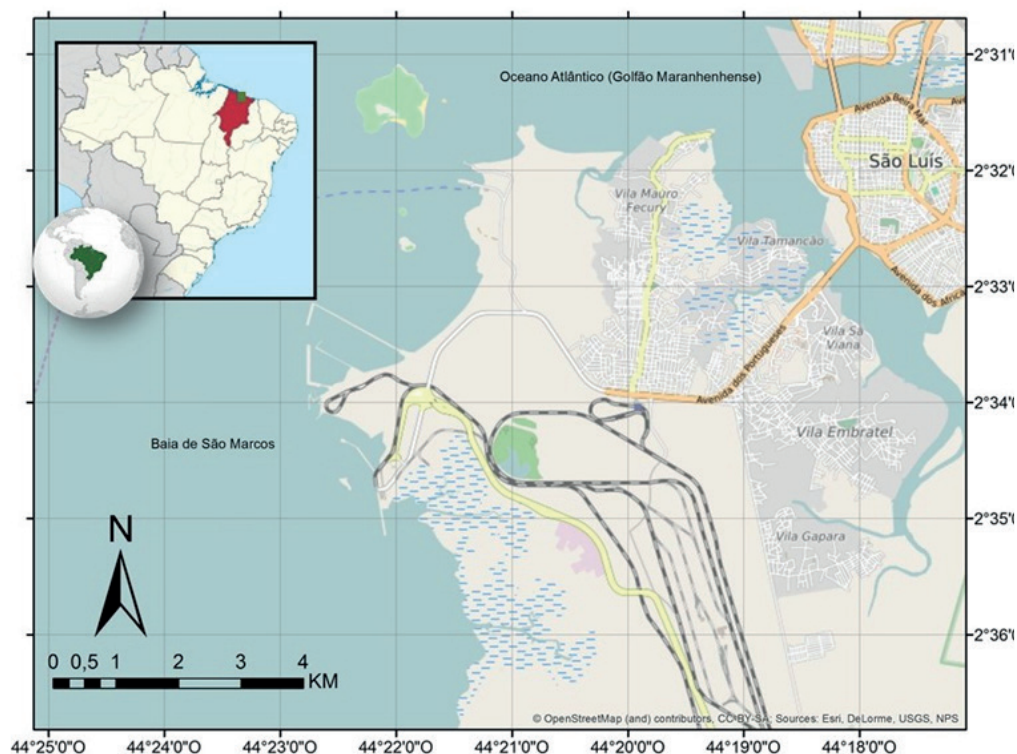 2°31'0
Oceano Atlântico (Golfão Maranhenhense)
Avenida Beira Mar
Ave
São Luis
2°32'0
Vila Mauro
Fecury
Vila Tamancão
Avenida dos Africa
2°33'0
Vila Sá
Viana
Avenida dos Portugueses
2°34'0
Baia de São Marcos
Vila Embratel
2°35'0
N
Vila Gapara
2°36'0
0 0,5 1 2 3 4
KM
© OpenStreetMap (and) contributors, CC-BY-SA; Sources: Esri, DeLorme, USGS, NPS
44°25'0"O 44°24'0"O 44°23'0"O 44°22'0"O 44°21'0"O 44°20'0"O 44°19'0"O 44°18'0"O